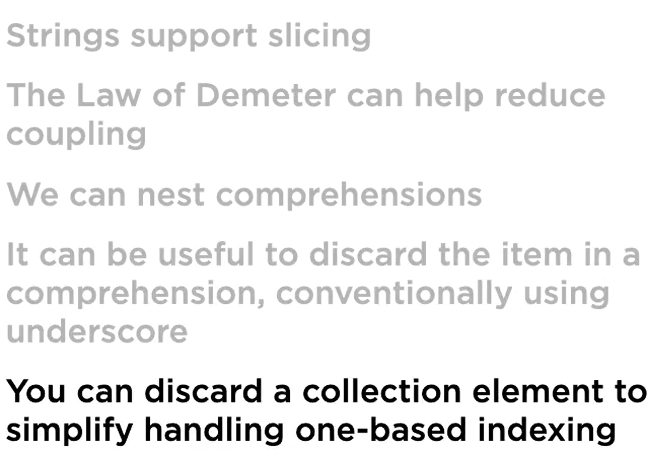 Strings support slicing
The Law of Demeter can help reduce
coupling
We can nest comprehensions
It can be useful to discard the item in a
comprehension, conventionally using
underscore
You can discard a collection element to
simplify handling one-based indexing